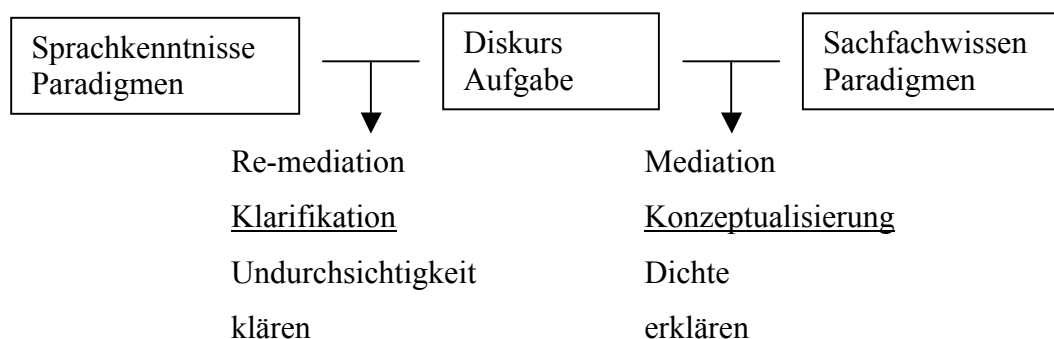 Sprachkenntnisse
Paradigmen
Diskurs
Aufgabe
Sachfachwissen
Paradigmen
Re-mediation
Klarifikation
Undurchsichtigkeit
klären
Mediation
Konzeptualisierung
Dichte
erklären